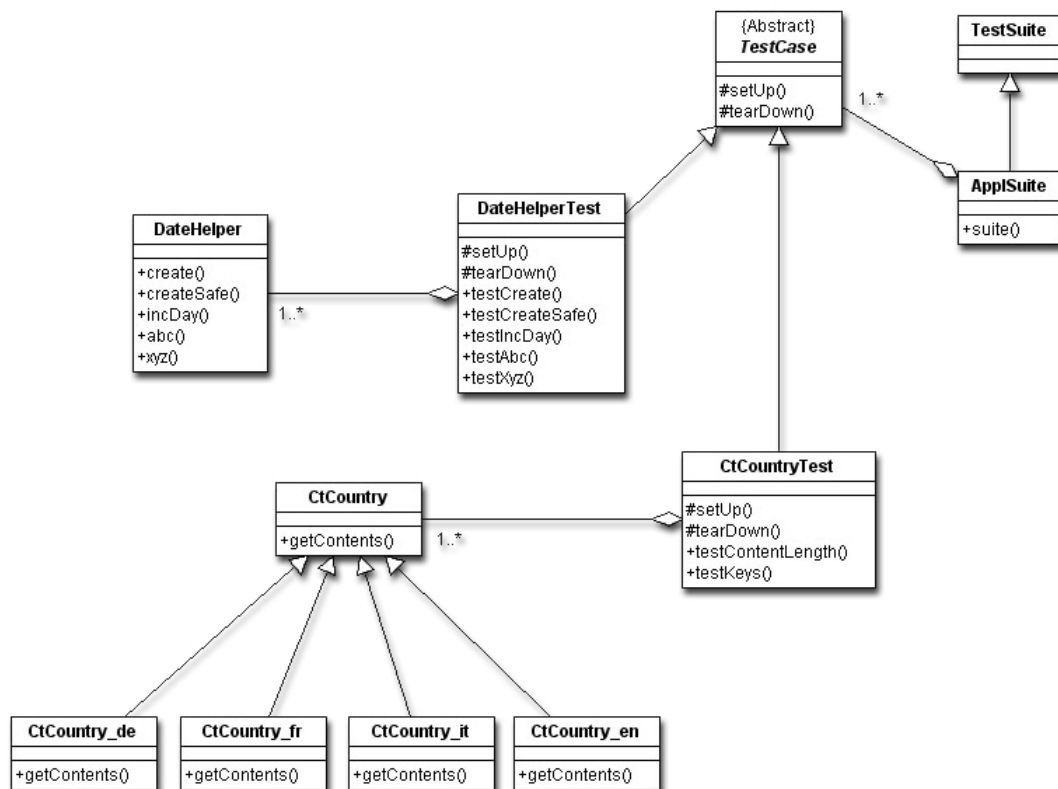 {Abstract}
TestCase
#setUp()
#tearDown()
TestSuite
1..*
ApplSuite
+suite()
DateHelper
+create()
+createSafe()
+incDay()
+abc()
+xyz()
1..*
DateHelperTest
#setUp()
#tearDown()
+testCreate()
+testCreateSafe()
+testIncDay()
+testAbc()
+testXyz()
CtCountry
+getContents()
1..*
CtCountryTest
#setUp()
#tearDown()
+testContentLength()
+testKeys()
CtCountry_de
+getContents()
CtCountry_fr
+getContents()
CtCountry_it
+getContents()
CtCountry_en
+getContents()